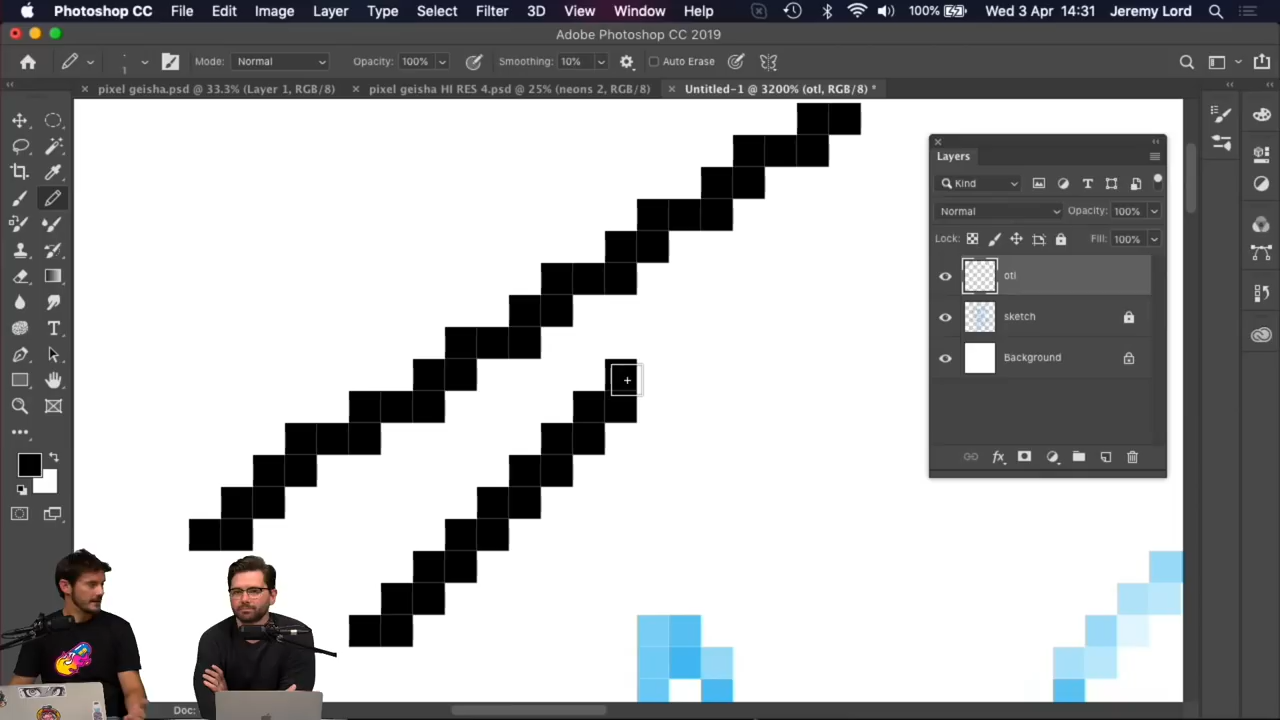 Photoshop CC File Edit Image Layer Type Select Filter 3D View Window Help 100% Wed 3 Apr 14:31 Jeremy Lord
Adobe Photoshop CC 2019
1 Mode: Normal Opacity: 100% Smoothing: 10% Auto Erase
pixel geisha.psd @ 33.3% (Layer 1, RGB/8) pixel geisha HI RES 4.psd @ 25% (neons 2, RGB/8) Untitled-1 @ 3200% (otl, RGB/8) *
Layers
Kind
Normal Opacity: 100%
Lock: Fill: 100%
otl
sketch
Background
fx
Doc: